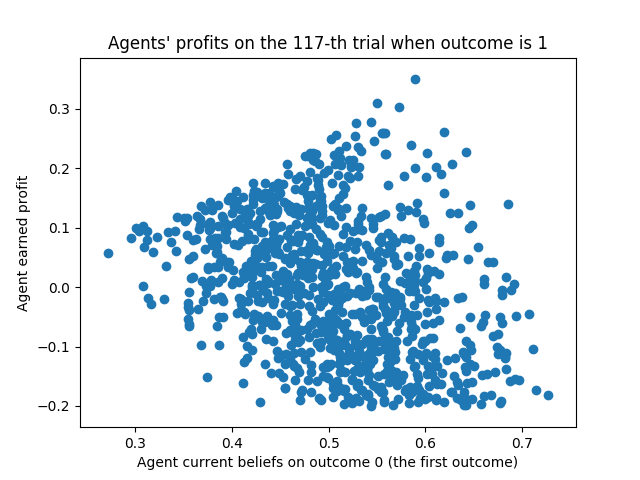 Agents' profits on the 117-th trial when outcome is 1
Agent earned profit
0.3
0.2
0.1
0.0
−0.1
−0.2
0.3 0.4 0.5 0.6 0.7
Agent current beliefs on outcome 0 (the first outcome)